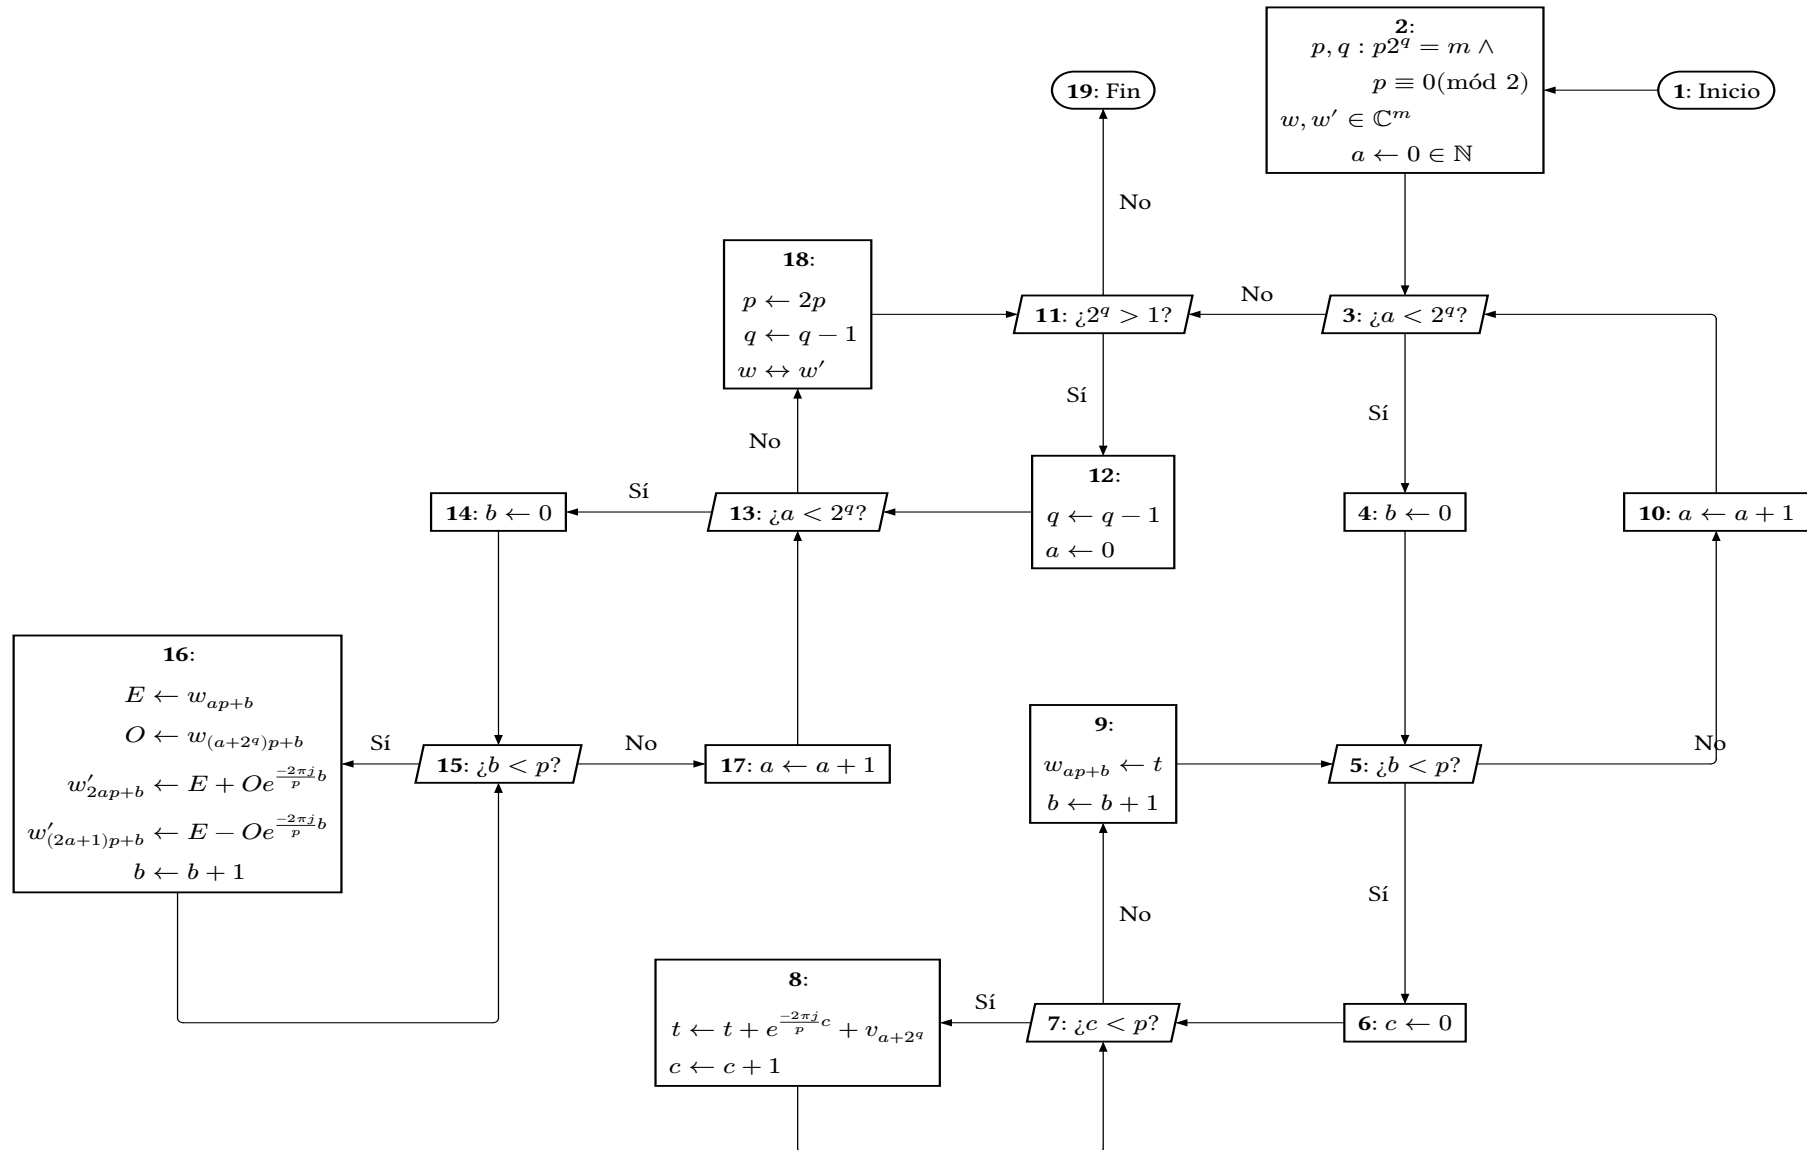 1: Inicio
2:
p, q : p2^q = m ∧
p ≡ 0(mód 2)
w, w′ ∈ ℂ^m
a ← 0 ∈ ℕ
3: ¿a < 2^q?
Sí
No
4: b ← 0
5: ¿b < p?
Sí
No
6: c ← 0
7: ¿c < p?
Sí
No
8:
t ← t + e^{\frac{-2πj}{p}c} + v_{a+2^q}
c ← c + 1
9:
w_{ap+b} ← t
b ← b + 1
10: a ← a + 1
11: ¿2^q > 1?
Sí
No
12:
q ← q − 1
a ← 0
13: ¿a < 2^q?
Sí
No
14: b ← 0
15: ¿b < p?
Sí
No
16:
E ← w_{ap+b}
O ← w_{(a+2^q)p+b}
w′_{2ap+b} ← E + Oe^{\frac{-2πj}{p}b}
w′_{(2a+1)p+b} ← E − Oe^{\frac{-2πj}{p}b}
b ← b + 1
17: a ← a + 1
18:
p ← 2p
q ← q − 1
w ↔ w′
19: Fin